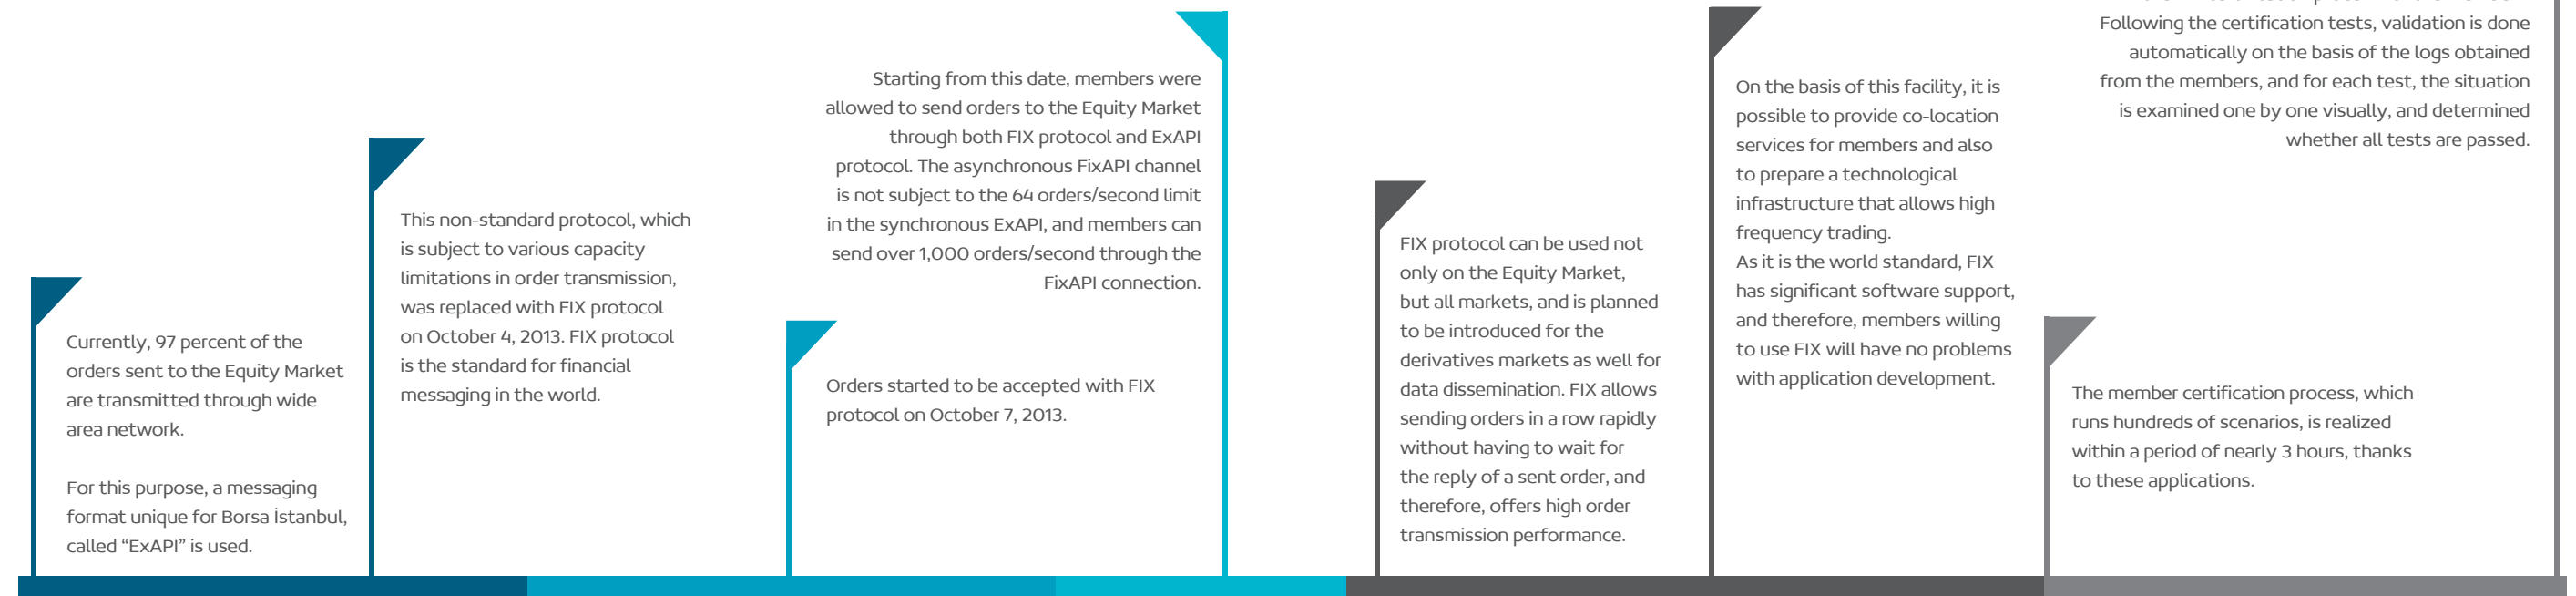 Currently, 97 percent of the
orders sent to the Equity Market
are transmitted through wide
area network.
For this purpose, a messaging
format unique for Borsa İstanbul,
called “ExAPI” is used.
This non-standard protocol, which
is subject to various capacity
limitations in order transmission,
was replaced with FIX protocol
on October 4, 2013. FIX protocol
is the standard for financial
messaging in the world.
Orders started to be accepted with FIX
protocol on October 7, 2013.
Starting from this date, members were
allowed to send orders to the Equity Market
through both FIX protocol and ExAPI
protocol. The asynchronous FixAPI channel
is not subject to the 64 orders/second limit
in the synchronous ExAPI, and members can
send over 1,000 orders/second through the
FixAPI connection.
FIX protocol can be used not
only on the Equity Market,
but all markets, and is planned
to be introduced for the
derivatives markets as well for
data dissemination. FIX allows
sending orders in a row rapidly
without having to wait for
the reply of a sent order, and
therefore, offers high order
transmission performance.
On the basis of this facility, it is
possible to provide co-location
services for members and also
to prepare a technological
infrastructure that allows high
frequency trading.
As it is the world standard, FIX
has significant software support,
and therefore, members willing
to use FIX will have no problems
with application development.
The member certification process, which
runs hundreds of scenarios, is realized
within a period of nearly 3 hours, thanks
to these applications.
Following the certification tests, validation is done
automatically on the basis of the logs obtained
from the members, and for each test, the situation
is examined one by one visually, and determined
whether all tests are passed.